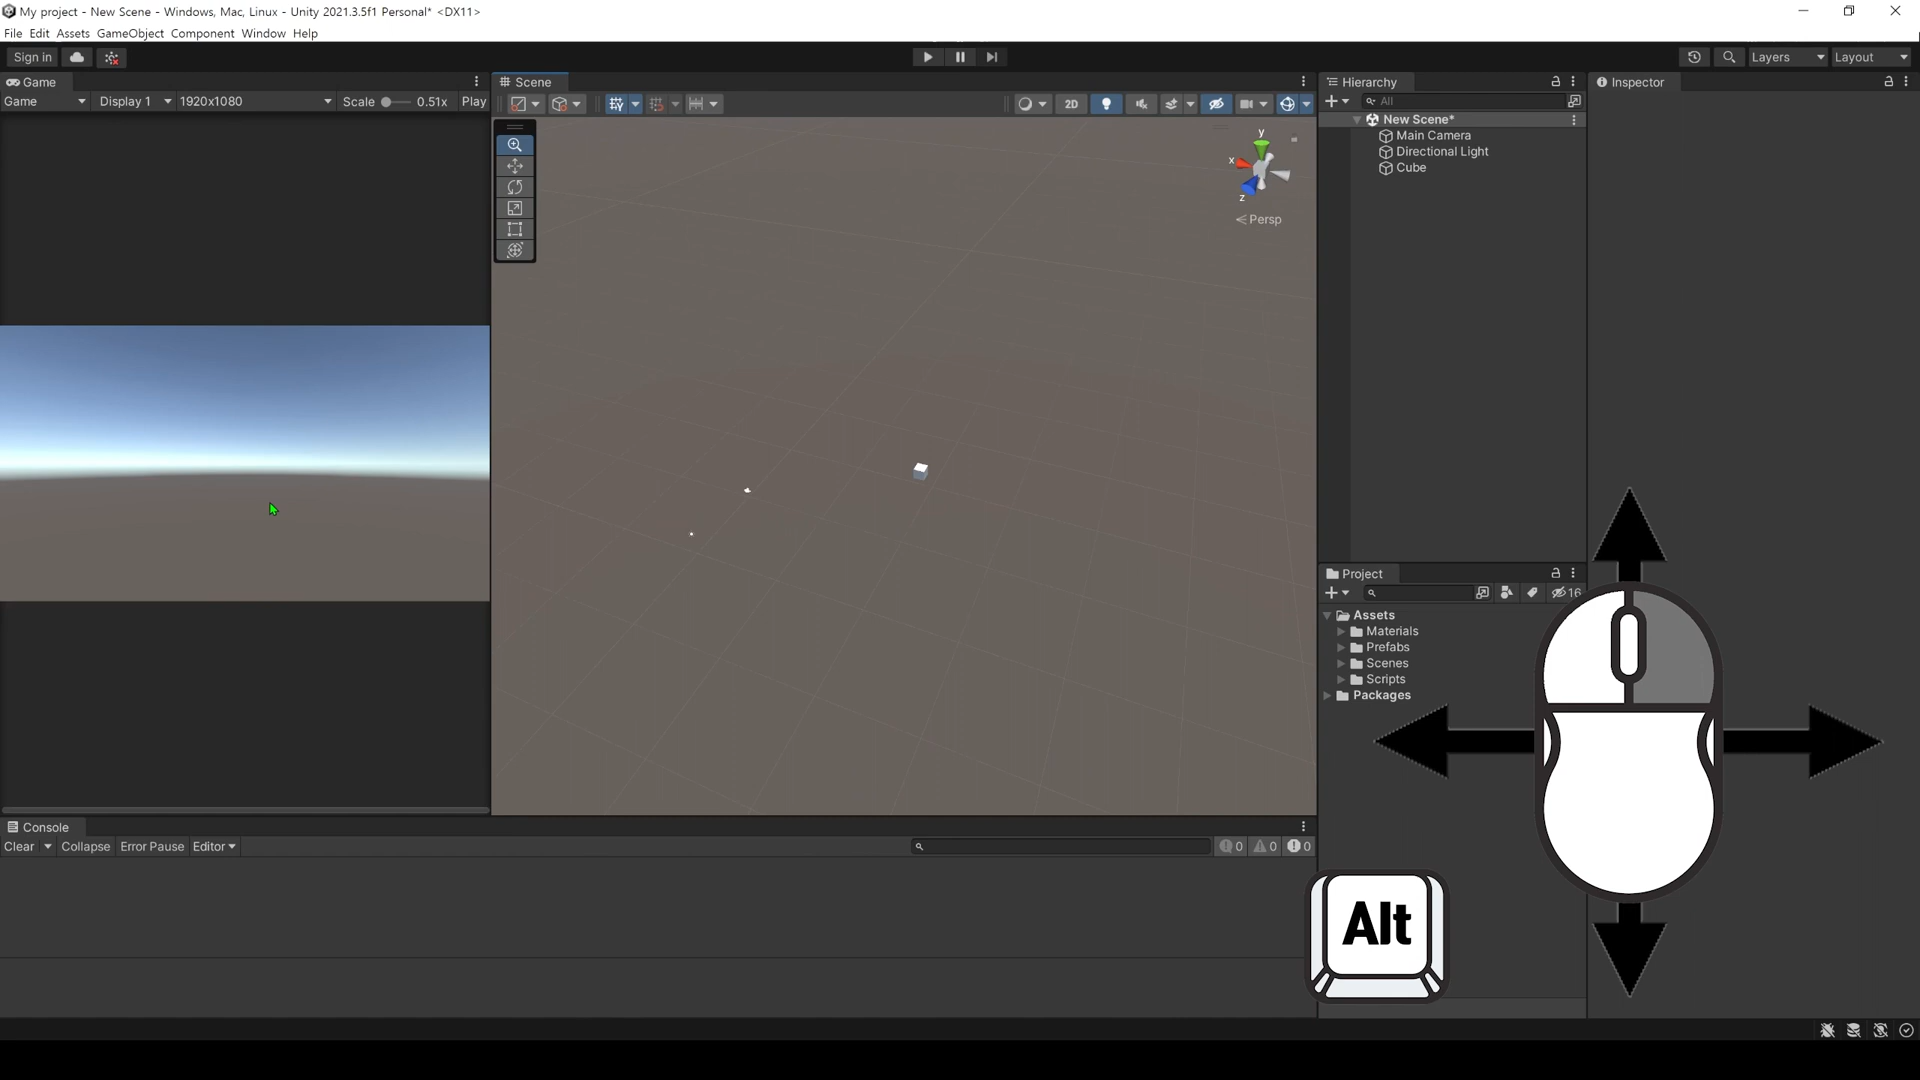 My project - New Scene - Windows, Mac, Linux - Unity 2021.3.5f1 Personal* <DX11>
File Edit Assets GameObject Component Window Help
Sign in
Layers
Layout
Game
Game
Display 1
1920x1080
Scale
0.51x
Play
Scene
2D
y
x
z
Persp
Hierarchy
All
New Scene*
Main Camera
Directional Light
Cube
Inspector
Project
16
Assets
Materials
Prefabs
Scenes
Scripts
Packages
Console
Clear
Collapse
Error Pause
Editor
0
0
0
Alt